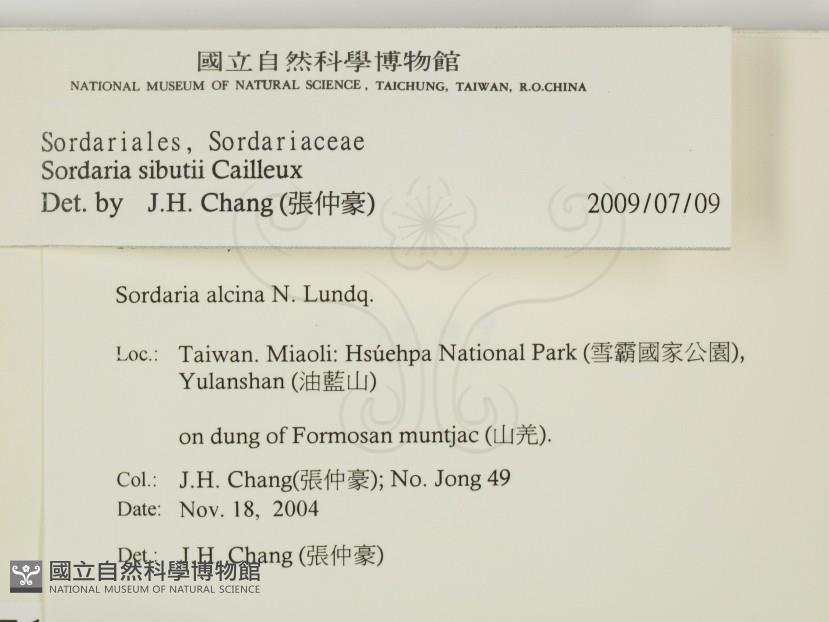 國立自然科學博物館
NATIONAL MUSEUM OF NATURAL SCIENCE, TAICHUNG, TAIWAN, R.O.CHINA
Sordariales, Sordariaceae
Sordaria sibutii Cailleux
Det. by J.H. Chang (張仲豪) 2009/07/09
Sordaria alcina N. Lundq.
Loc.: Taiwan. Miaoli: Hsúehpa National Park (雪霸國家公園),
Yulanshan (油藍山)
on dung of Formosan muntjac (山羌).
Col.: J.H. Chang(張仲豪); No. Jong 49
Date: Nov. 18, 2004
Det.: J.H. Chang (張仲豪)
國立自然科學博物館
NATIONAL MUSEUM OF NATURAL SCIENCE